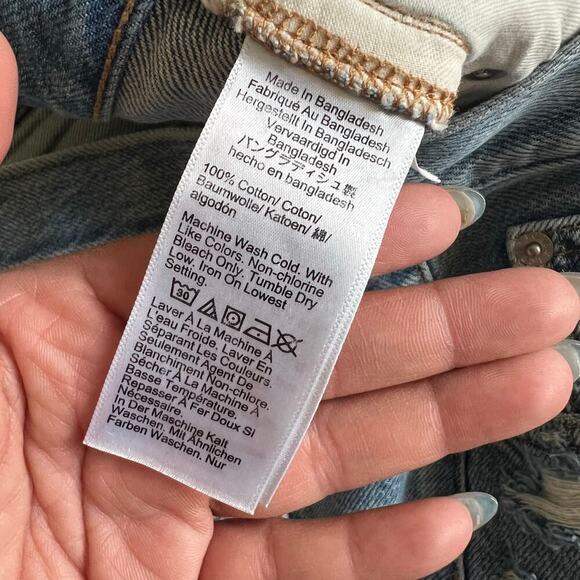 Made In Bangladesh
Fabriqué Au Bangladesh
Hergestellt In Bangladesch
Vervaardigd In
Bangladesh
バングラディシュ製
hecho en bangladesh
100% Cotton/ Coton/
Baumwolle/ Katoen/ 綿/
algodón
Machine Wash Cold. With
Like Colors. Non-chlorine
Bleach Only. Tumble Dry
Low. Iron On Lowest
Setting.
30
Laver À La Machine À
L'eau Froide. Laver En
Séparant Les Couleurs.
Seulement Agent De
Blanchiment Non-chlore.
Sécher À La Machine À
Basse Température.
Repasser À Fer Doux Si
Nécessaire.
In Der Maschine Kalt
Waschen. Mit Ähnlichen
Farben Waschen. Nur